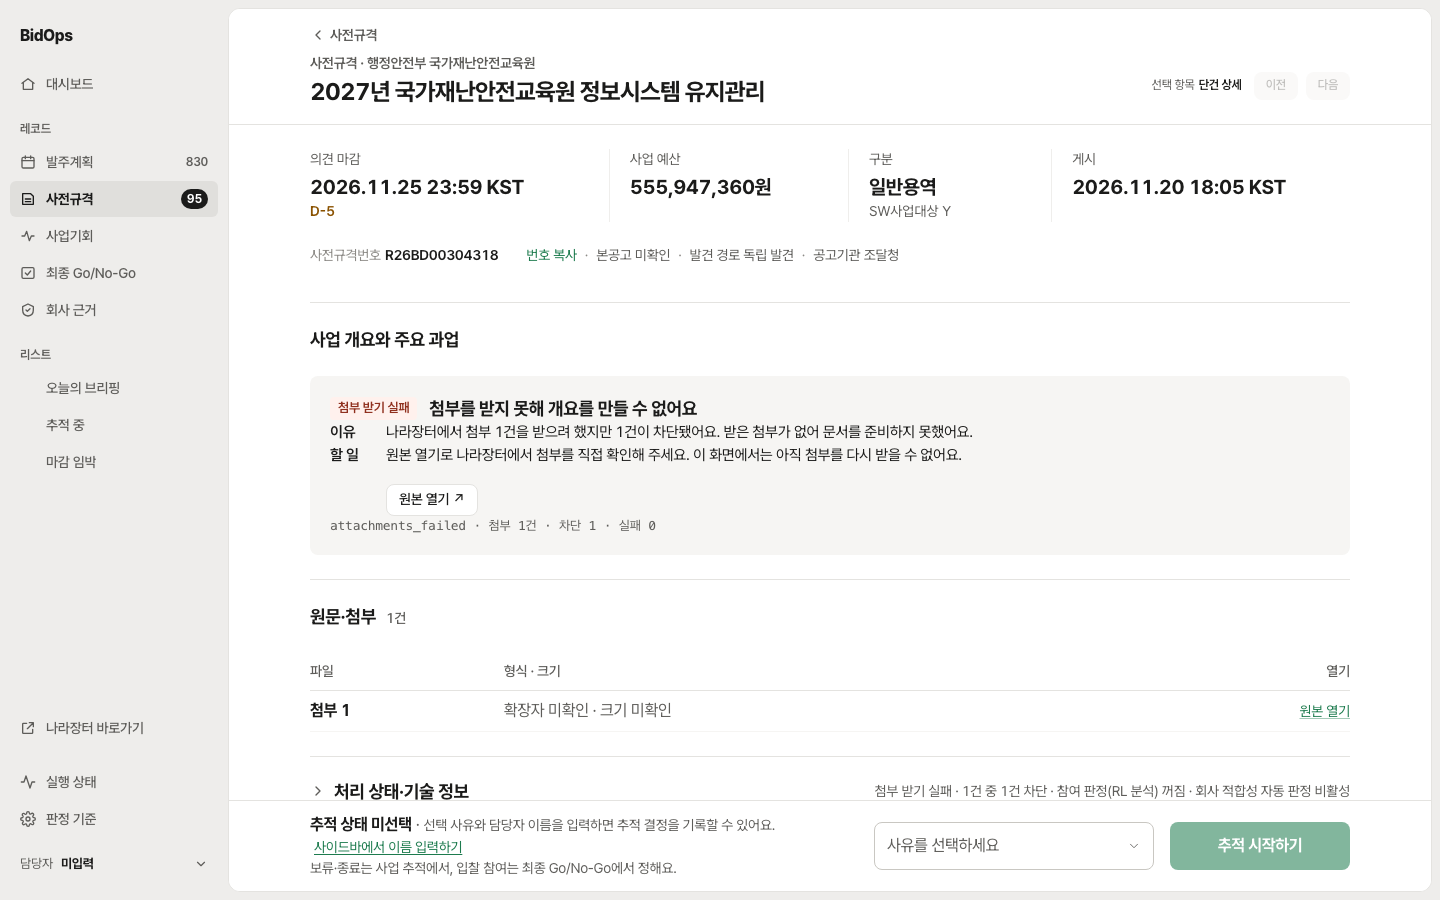 BidOps
대시보드
레코드
발주계획 830
사전규격 95
사업기회
최종 Go/No-Go
회사 근거
리스트
오늘의 브리핑
추적 중
마감 임박
나라장터 바로가기
실행 상태
판정 기준
담당자 미입력
사전규격
사전규격 · 행정안전부 국가재난안전교육원
2027년 국가재난안전교육원 정보시스템 유지관리
선택 항목 단건 상세 이전 다음
의견 마감
2026.11.25 23:59 KST
D-5
사업 예산
555,947,360원
구분
일반용역
SW사업대상 Y
게시
2026.11.20 18:05 KST
사전규격번호 R26BD00304318 번호 복사 · 본공고 미확인 · 발견 경로 독립 발견 · 공고기관 조달청
사업 개요와 주요 과업
첨부 받기 실패 첨부를 받지 못해 개요를 만들 수 없어요
이유 나라장터에서 첨부 1건을 받으려 했지만 1건이 차단됐어요. 받은 첨부가 없어 문서를 준비하지 못했어요.
할 일 원본 열기로 나라장터에서 첨부를 직접 확인해 주세요. 이 화면에서는 아직 첨부를 다시 받을 수 없어요.
원본 열기 ↗
attachments_failed · 첨부 1건 · 차단 1 · 실패 0
원문·첨부 1건
파일 형식 · 크기 열기
첨부 1 확장자 미확인 · 크기 미확인 원본 열기
처리 상태·기술 정보 첨부 받기 실패 · 1건 중 1건 차단 · 참여 판정(RL 분석) 꺼짐 · 회사 적합성 자동 판정 비활성
추적 상태 미선택 · 선택 사유와 담당자 이름을 입력하면 추적 결정을 기록할 수 있어요.
사이드바에서 이름 입력하기
보류·종료는 사업 추적에서, 입찰 참여는 최종 Go/No-Go에서 정해요.
사유를 선택하세요
추적 시작하기